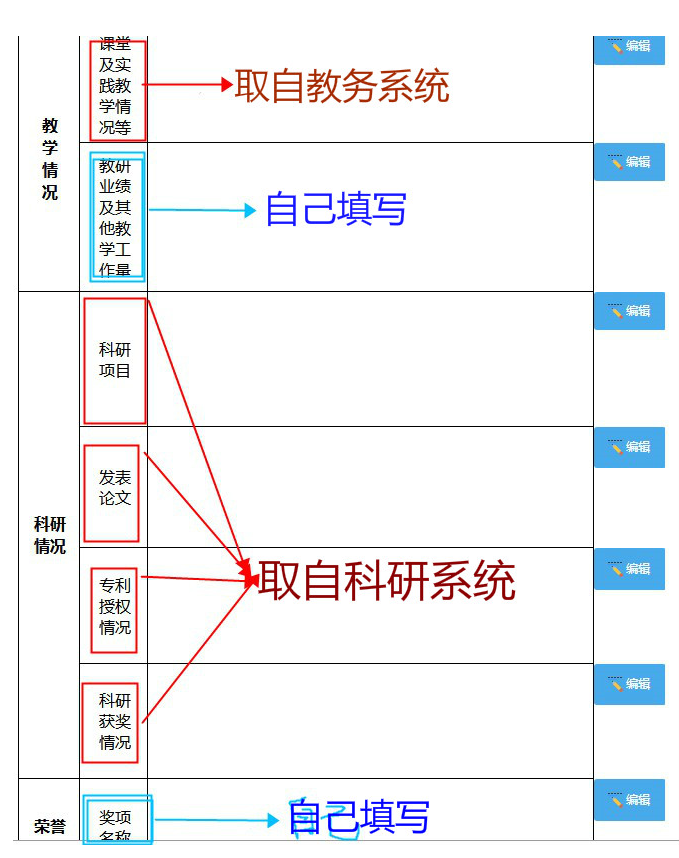 课堂
及实
践教
学情
况等
取自教务系统
编辑
教
学
情
况
教研
业绩
及其
他教
学工
作量
自己填写
编辑
科研
项目
编辑
发表
论文
编辑
科研
情况
专利
授权
情况
取自科研系统
编辑
科研
获奖
情况
编辑
荣誉
奖项
名称
自己填写
编辑